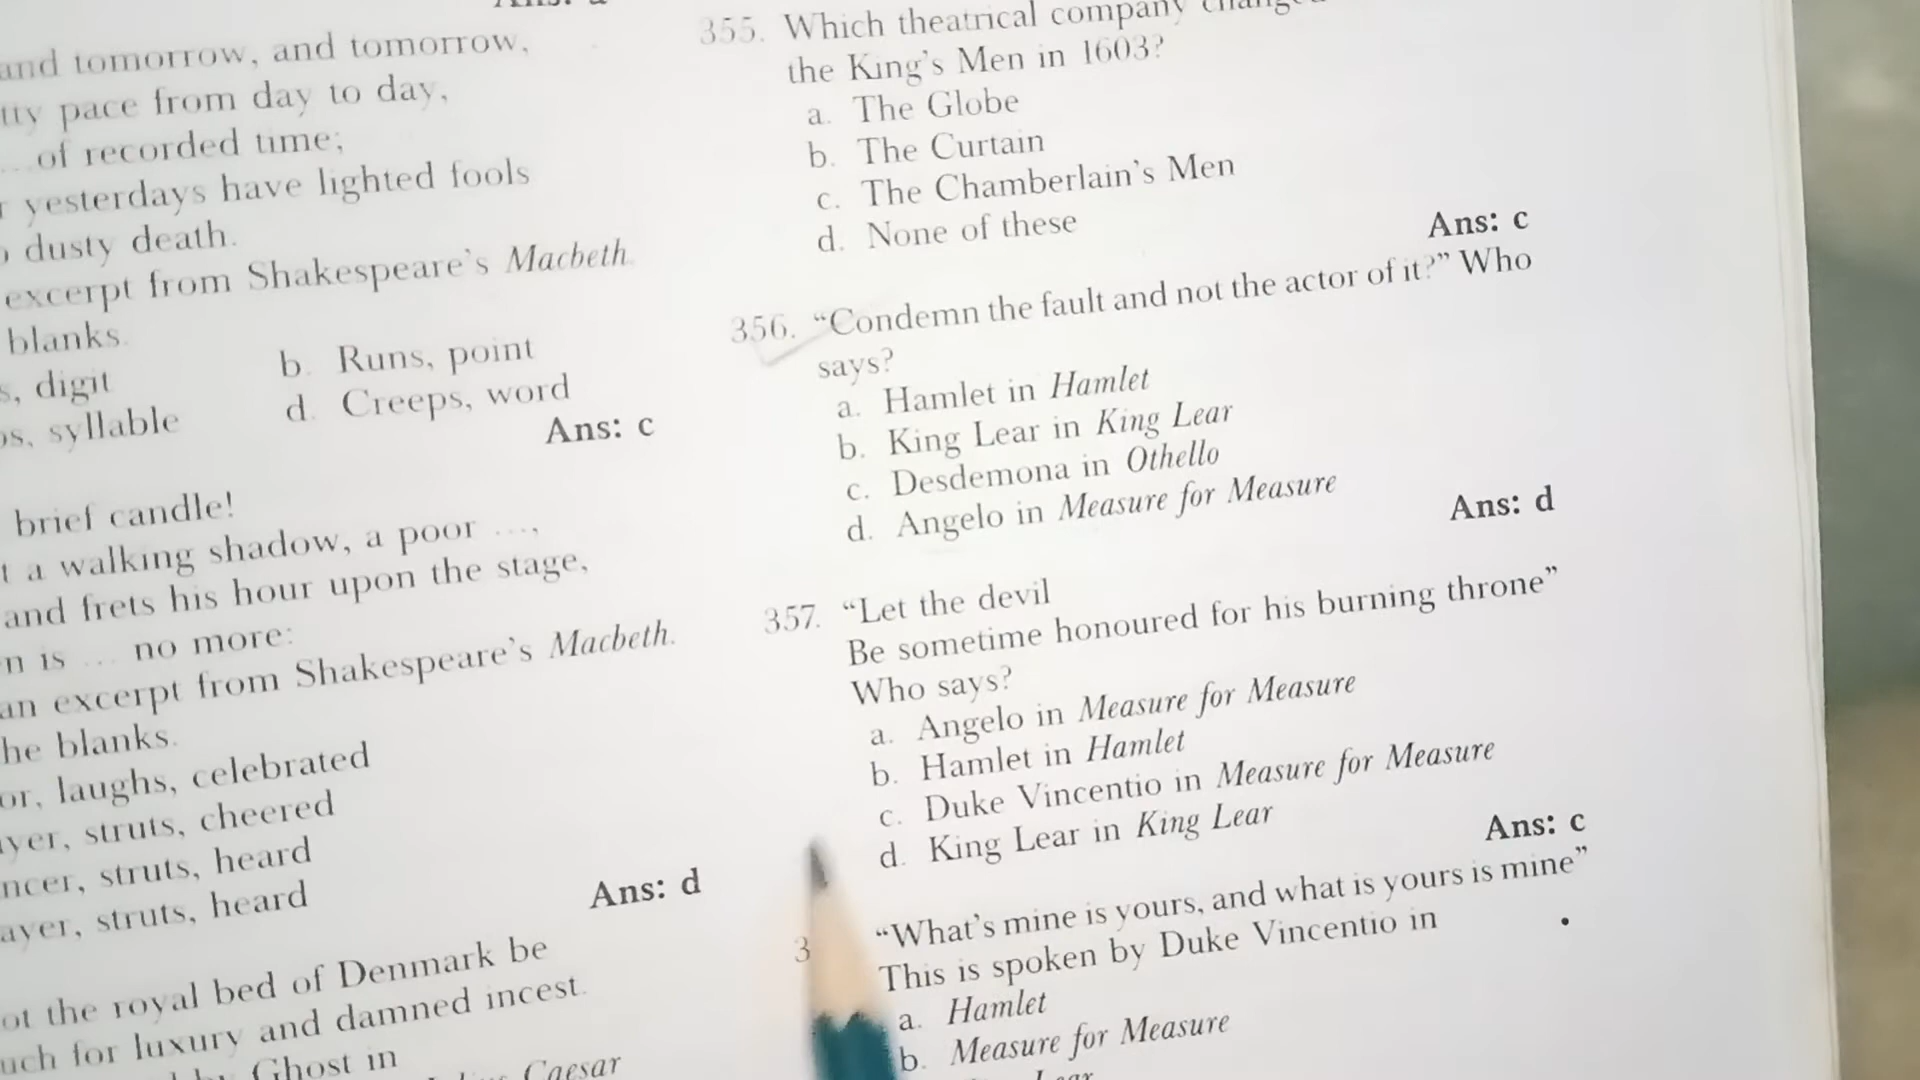 and tomorrow, and tomorrow,
tty pace from day to day,
... of recorded time;
yesterdays have lighted fools
dusty death.
excerpt from Shakespeare's Macbeth.
blanks.
s, digit
b. Runs, point
s, syllable
d. Creeps, word
Ans: c
brief candle!
t a walking shadow, a poor ...,
and frets his hour upon the stage,
n is ... no more:
an excerpt from Shakespeare's Macbeth.
he blanks.
or, laughs, celebrated
yer, struts, cheered
ncer, struts, heard
ayer, struts, heard
Ans: d
ot the royal bed of Denmark be
uch for luxury and damned incest.
Ghost in
Caesar
355. Which theatrical company
the King's Men in 1603?
a. The Globe
b. The Curtain
c. The Chamberlain's Men
d. None of these
Ans: c
356. “Condemn the fault and not the actor of it?” Who
says?
a. Hamlet in Hamlet
b. King Lear in King Lear
c. Desdemona in Othello
d. Angelo in Measure for Measure
Ans: d
357. “Let the devil
Be sometime honoured for his burning throne”
Who says?
a. Angelo in Measure for Measure
b. Hamlet in Hamlet
c. Duke Vincentio in Measure for Measure
d. King Lear in King Lear
Ans: c
3
“What's mine is yours, and what is yours is mine”
This is spoken by Duke Vincentio in
a. Hamlet
b. Measure for Measure